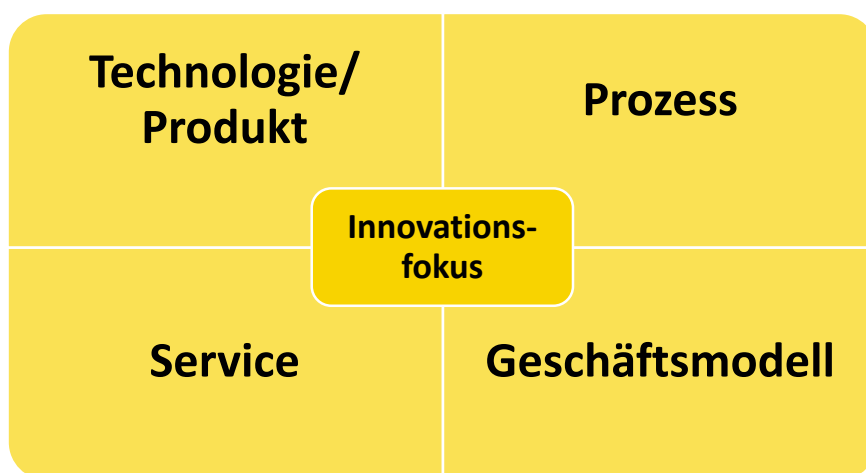 Technologie/
Produkt
Prozess
Innovations-
fokus
Service
Geschäftsmodell